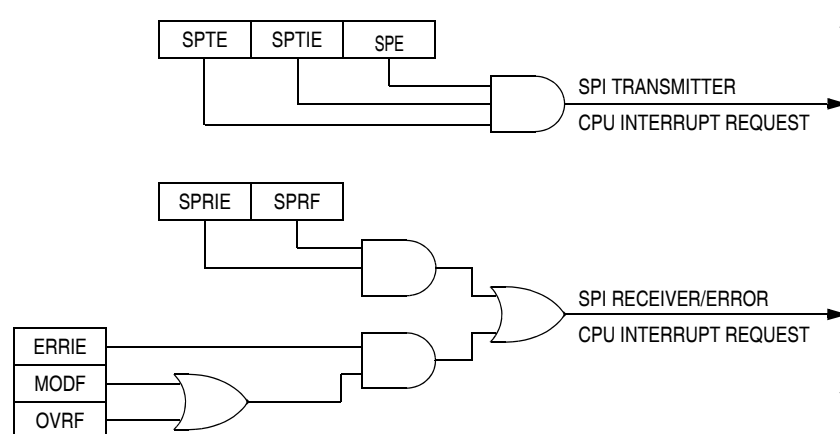 SPTE SPTIE SPE
SPI TRANSMITTER
CPU INTERRUPT REQUEST
SPRIE SPRF
SPI RECEIVER/ERROR
CPU INTERRUPT REQUEST
ERRIE
MODF
OVRF